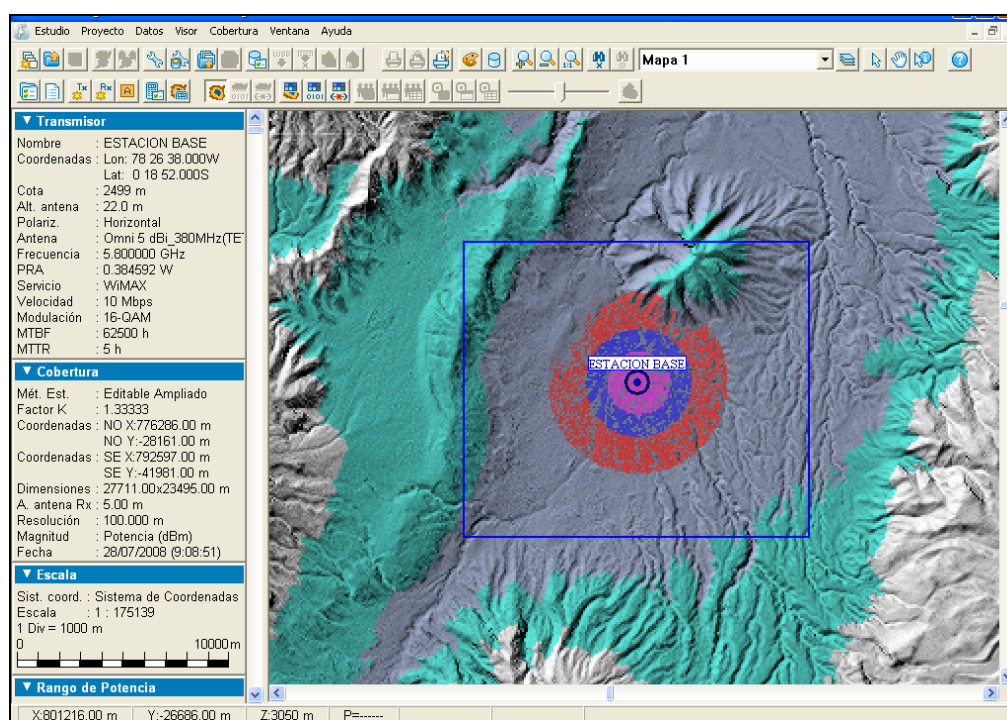 Estudio Proyecto Datos Visor Cobertura Ventana Ayuda
Mapa 1
Transmisor
Nombre : ESTACION BASE
Coordenadas : Lon: 78 26 38.000W
Lat: 0 18 52.000S
Cota : 2499 m
Alt. antena : 22.0 m
Polariz. : Horizontal
Antena : Omni 5 dBi_380MHz(TE
Frecuencia : 5.800000 GHz
PRA : 0.384592 W
Servicio : WiMAX
Velocidad : 10 Mbps
Modulación : 16-QAM
MTBF : 62500 h
MTTR : 5 h
Cobertura
Mét. Est. : Editable Ampliado
Factor K : 1.33333
Coordenadas : NO X:776286.00 m
NO Y:-28161.00 m
Coordenadas : SE X:792597.00 m
SE Y:-41981.00 m
Dimensiones : 27711.00x23495.00 m
A. antena Rx : 5.00 m
Resolución : 100.000 m
Magnitud : Potencia (dBm)
Fecha : 28/07/2008 (9:08:51)
Escala
Sist. coord. : Sistema de Coordenadas
Escala : 1 : 175139
1 Div = 1000 m
0 10000m
Rango de Potencia
ESTACION BASE
X:801216.00 m Y:-26686.00 m Z:3050 m P=------